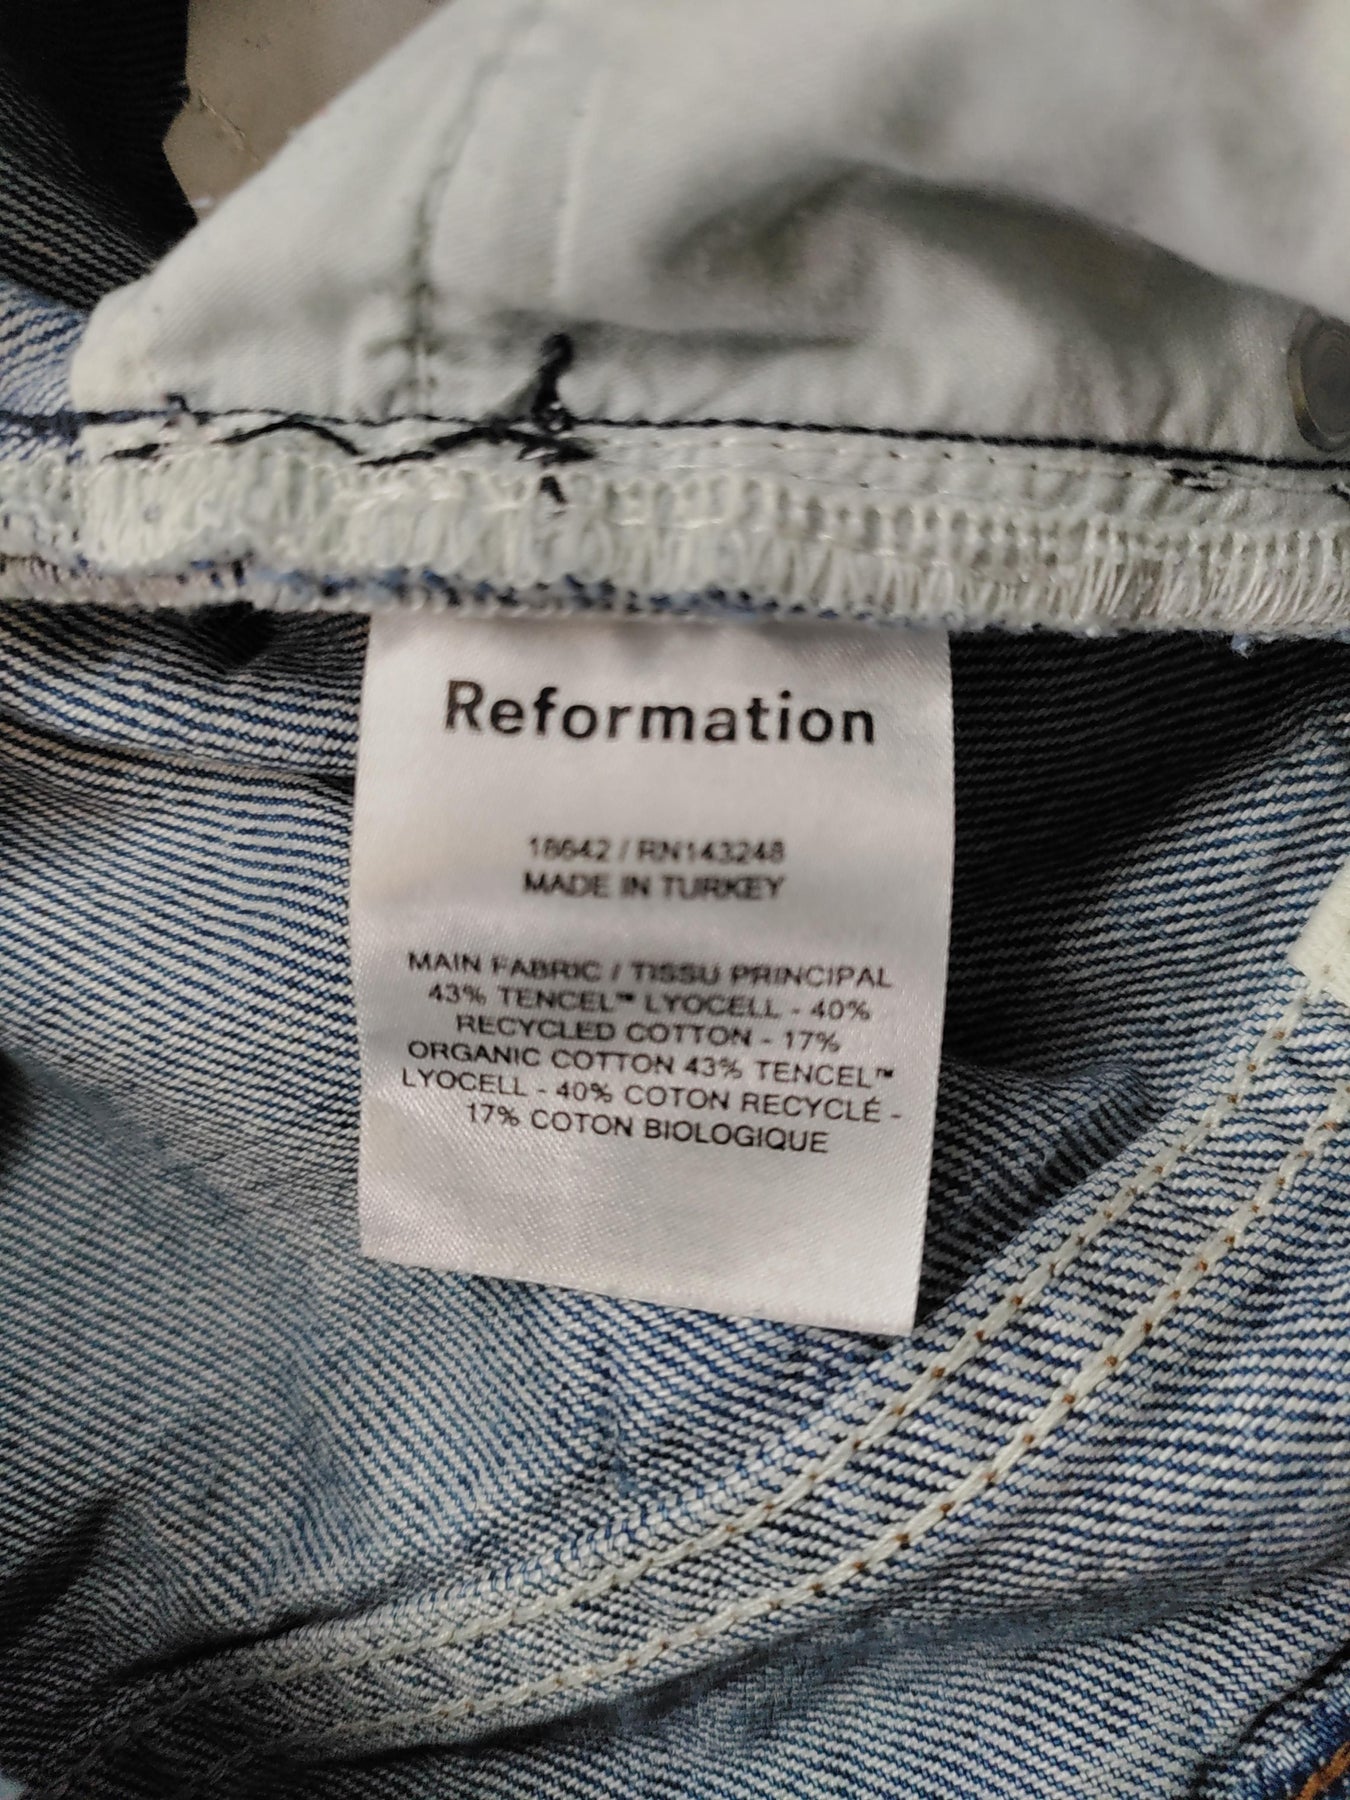 Reformation
18642 / RN143248
MADE IN TURKEY
MAIN FABRIC / TISSU PRINCIPAL
43% TENCEL™ LYOCELL - 40%
RECYCLED COTTON - 17%
ORGANIC COTTON 43% TENCEL™
LYOCELL - 40% COTON RECYCLÉ -
17% COTON BIOLOGIQUE